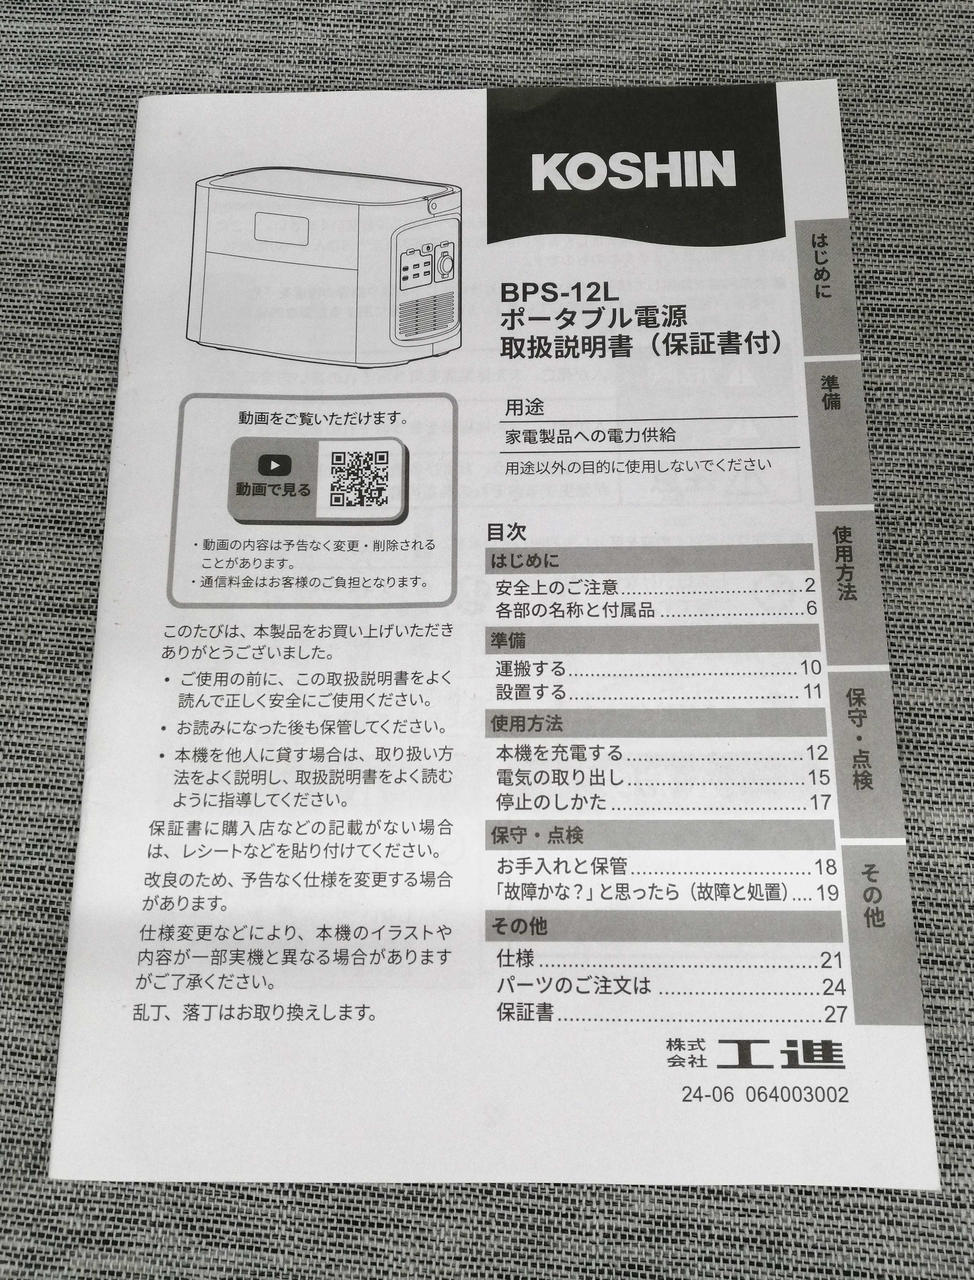 KOSHIN
BPS-12L
ポータブル電源
取扱説明書（保証書付）
用途
家電製品への電力供給
用途以外の目的に使用しないでください
動画をご覧いただけます。
動画で見る
・動画の内容は予告なく変更・削除される
ことがあります。
・通信料金はお客様のご負担となります。
このたびは、本製品をお買い上げいただき
ありがとうございました。
• ご使用の前に、この取扱説明書をよく
読んで正しく安全にご使用ください。
• お読みになった後も保管してください。
• 本機を他人に貸す場合は、取り扱い方
法をよく説明し、取扱説明書をよく読む
ように指導してください。
保証書に購入店などの記載がない場合
は、レシートなどを貼り付けてください。
改良のため、予告なく仕様を変更する場合
があります。
仕様変更などにより、本機のイラストや
内容が一部実機と異なる場合があります
がご了承ください。
乱丁、落丁はお取り換えします。
目次
はじめに
安全上のご注意..............................2
各部の名称と付属品..........................6
準備
運搬する....................................10
設置する....................................11
使用方法
本機を充電する..............................12
電気の取り出し..............................15
停止のしかた................................17
保守・点検
お手入れと保管..............................18
「故障かな？」と思ったら（故障と処置）....19
その他
仕様........................................21
パーツのご注文は............................24
保証書......................................27
株式
会社 工進
24-06 064003002
はじめに
準備
使用方法
保守・点検
その他